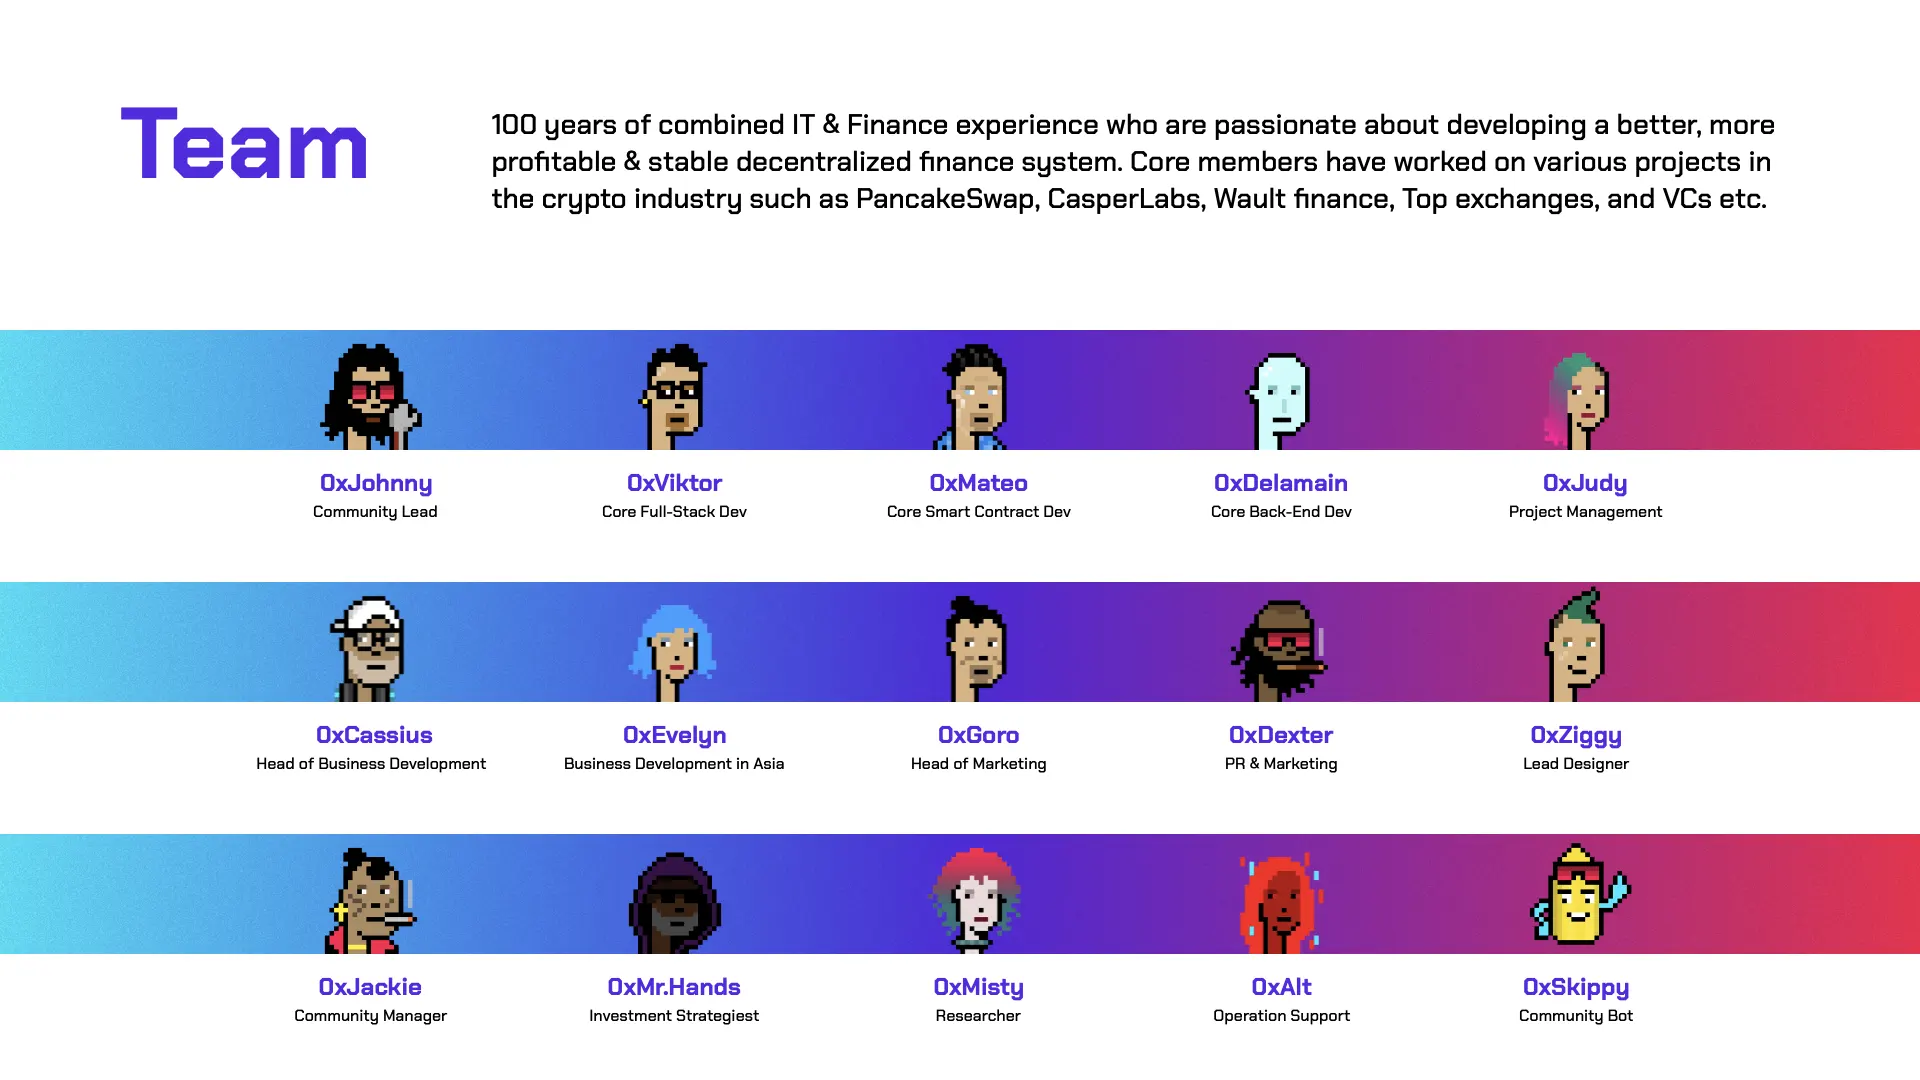 Team
100 years of combined IT & Finance experience who are passionate about developing a better, more
profitable & stable decentralized finance system. Core members have worked on various projects in
the crypto industry such as PancakeSwap, CasperLabs, Wault finance, Top exchanges, and VCs etc.
0xJohnny
Community Lead
0xViktor
Core Full-Stack Dev
0xMateo
Core Smart Contract Dev
0xDelamain
Core Back-End Dev
0xJudy
Project Management
0xCassius
Head of Business Development
0xEvelyn
Business Development in Asia
0xGoro
Head of Marketing
0xDexter
PR & Marketing
0xZiggy
Lead Designer
0xJackie
Community Manager
0xMr.Hands
Investment Strategiest
0xMisty
Researcher
0xAlt
Operation Support
0xSkippy
Community Bot